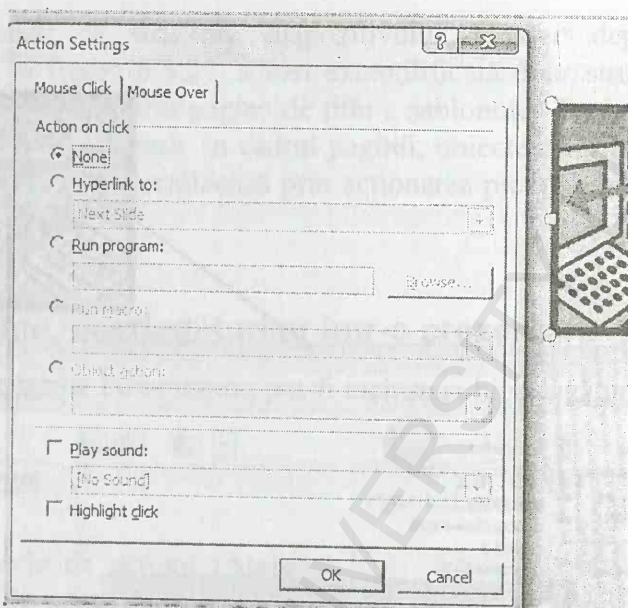 Action Settings
Mouse Click Mouse Over
Action on click
None
Hyperlink to:
Next Slide
Run program:
Browse...
Run macro:
Object action:
Play sound:
[No Sound]
Highlight click
OK Cancel